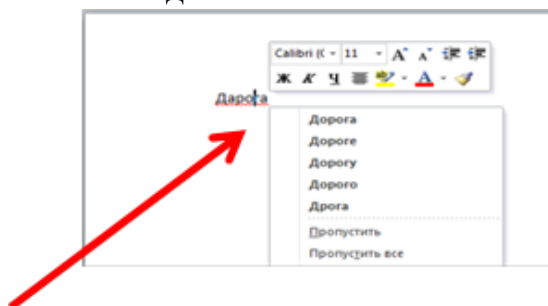 Calibri (С 11 A A
Ж К Ч A
Дарога
Дорога
Дороге
Дорогу
Дорого
Дрога
Пропустить
Пропустить все